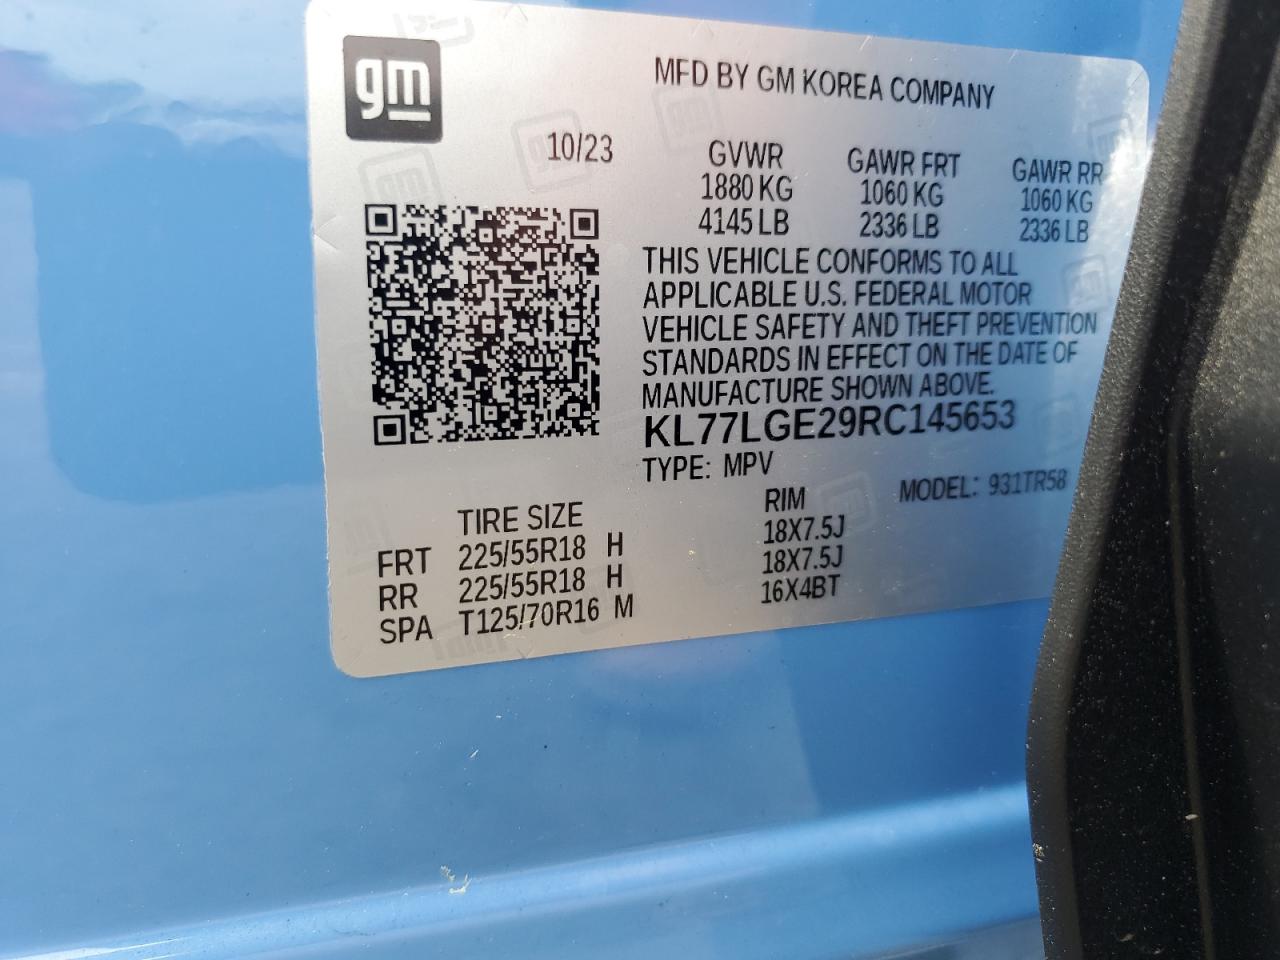 gm
MFD BY GM KOREA COMPANY
10/23
GVWR GAWR FRT GAWR RR
1880 KG 1060 KG 1060 KG
4145 LB 2336 LB 2336 LB
THIS VEHICLE CONFORMS TO ALL
APPLICABLE U.S. FEDERAL MOTOR
VEHICLE SAFETY AND THEFT PREVENTION
STANDARDS IN EFFECT ON THE DATE OF
MANUFACTURE SHOWN ABOVE.
KL77LGE29RC145653
TYPE: MPV MODEL: 931TR58
TIRE SIZE RIM
FRT 225/55R18 H 18X7.5J
RR 225/55R18 H 18X7.5J
SPA T125/70R16 M 16X4BT